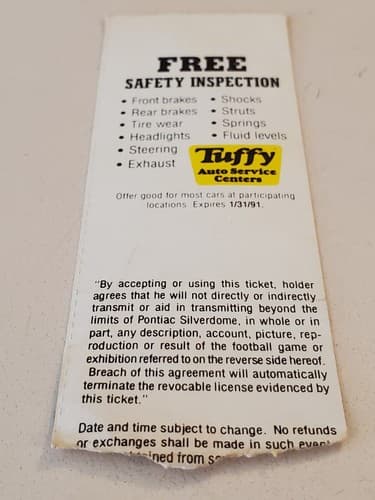 FREE
SAFETY INSPECTION
• Front brakes • Shocks
• Rear brakes • Struts
• Tire wear • Springs
• Headlights • Fluid levels
• Steering
• Exhaust
Tuffy
Auto Service
Centers
Offer good for most cars at participating
locations. Expires 1/31/91.
"By accepting or using this ticket, holder
agrees that he will not directly or indirectly
transmit or aid in transmitting beyond the
limits of Pontiac Silverdome, in whole or in
part, any description, account, picture, rep-
roduction or result of the football game or
exhibition referred to on the reverse side hereof.
Breach of this agreement will automatically
terminate the revocable license evidenced by
this ticket."
Date and time subject to change. No refunds
or exchanges shall be made in such
from